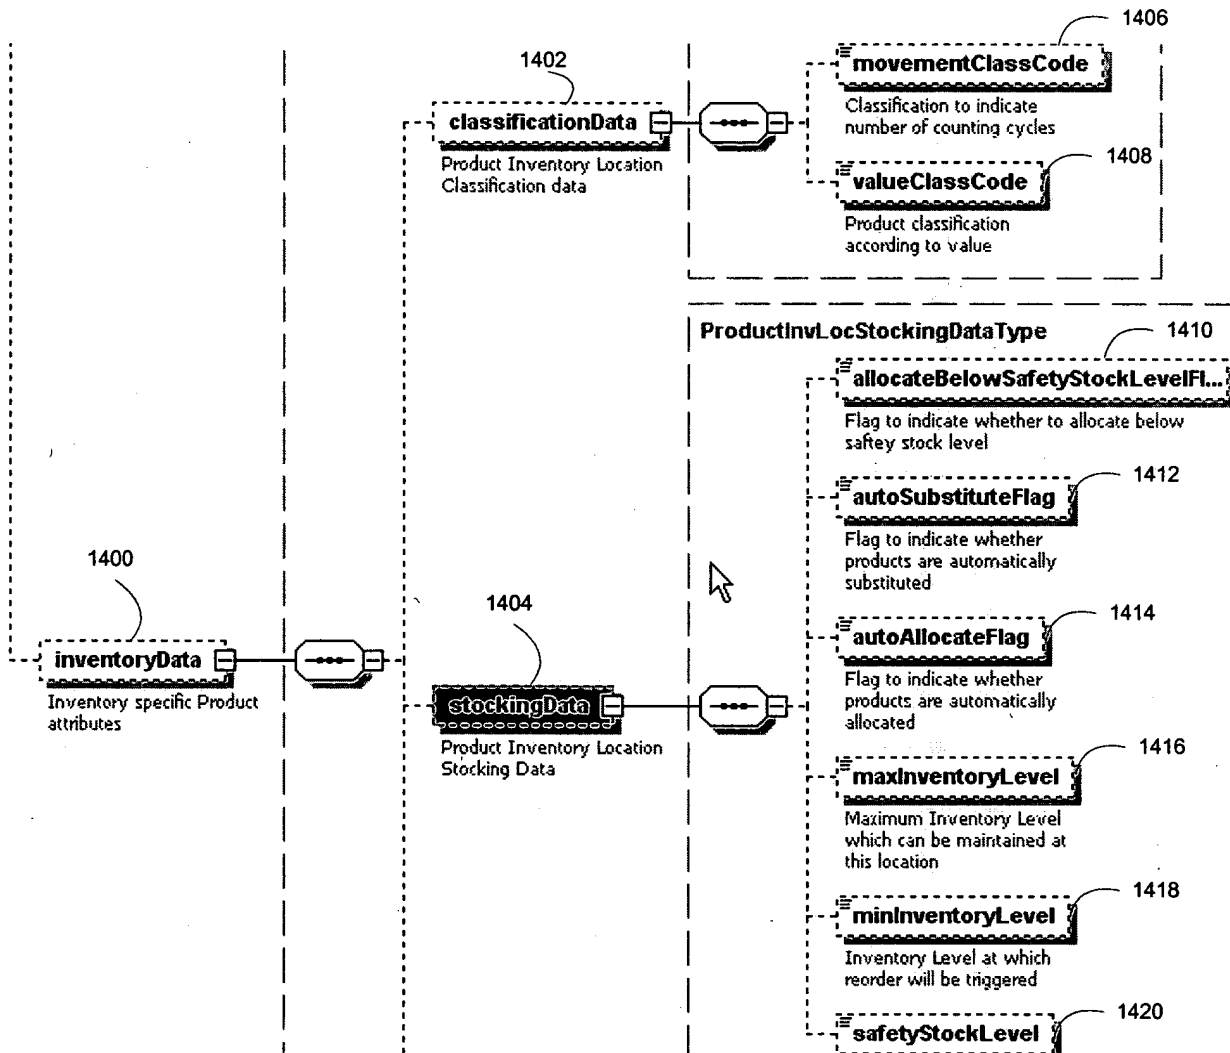 1406
movementClassCode
Classification to indicate
number of counting cycles
1402
classificationData
Product Inventory Location
Classification data
1408
valueClassCode
Product classification
according to value
ProductInvLocStockingDataType
1410
allocateBelowSafetyStockLevelFl...
Flag to indicate whether to allocate below
saftey stock level
1412
autoSubstituteFlag
Flag to indicate whether
products are automatically
substituted
1400
inventoryData
Inventory specific Product
attributes
1404
stockingData
Product Inventory Location
Stocking Data
1414
autoAllocateFlag
Flag to indicate whether
products are automatically
allocated
1416
maxInventoryLevel
Maximum Inventory Level
which can be maintained at
this location
1418
minInventoryLevel
Inventory Level at which
reorder will be triggered
1420
safetyStockLevel